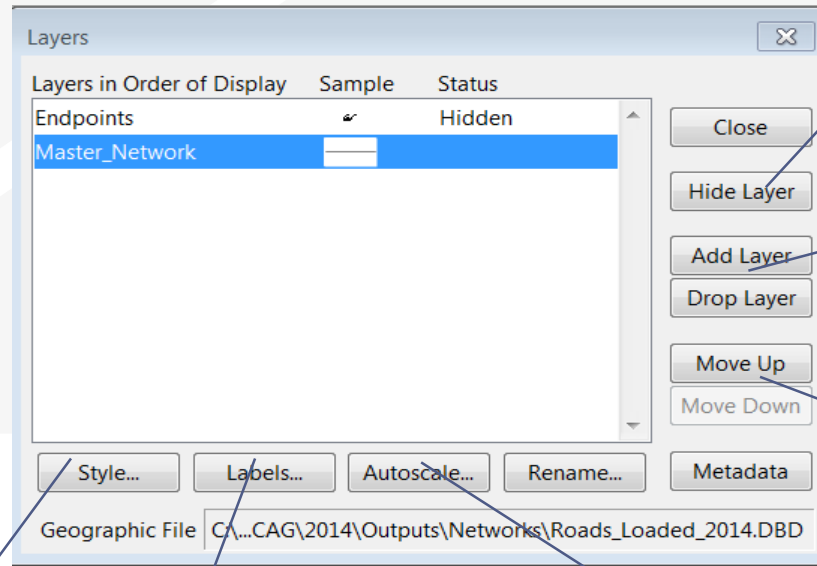 Layers
Layers in Order of Display Sample Status
Endpoints Hidden
Master_Network
Close
Hide Layer
Add Layer
Drop Layer
Move Up
Move Down
Style... Labels... Autoscale... Rename... Metadata
Geographic File C:\...CAG\2014\Outputs\Networks\Roads_Loaded_2014.DBD